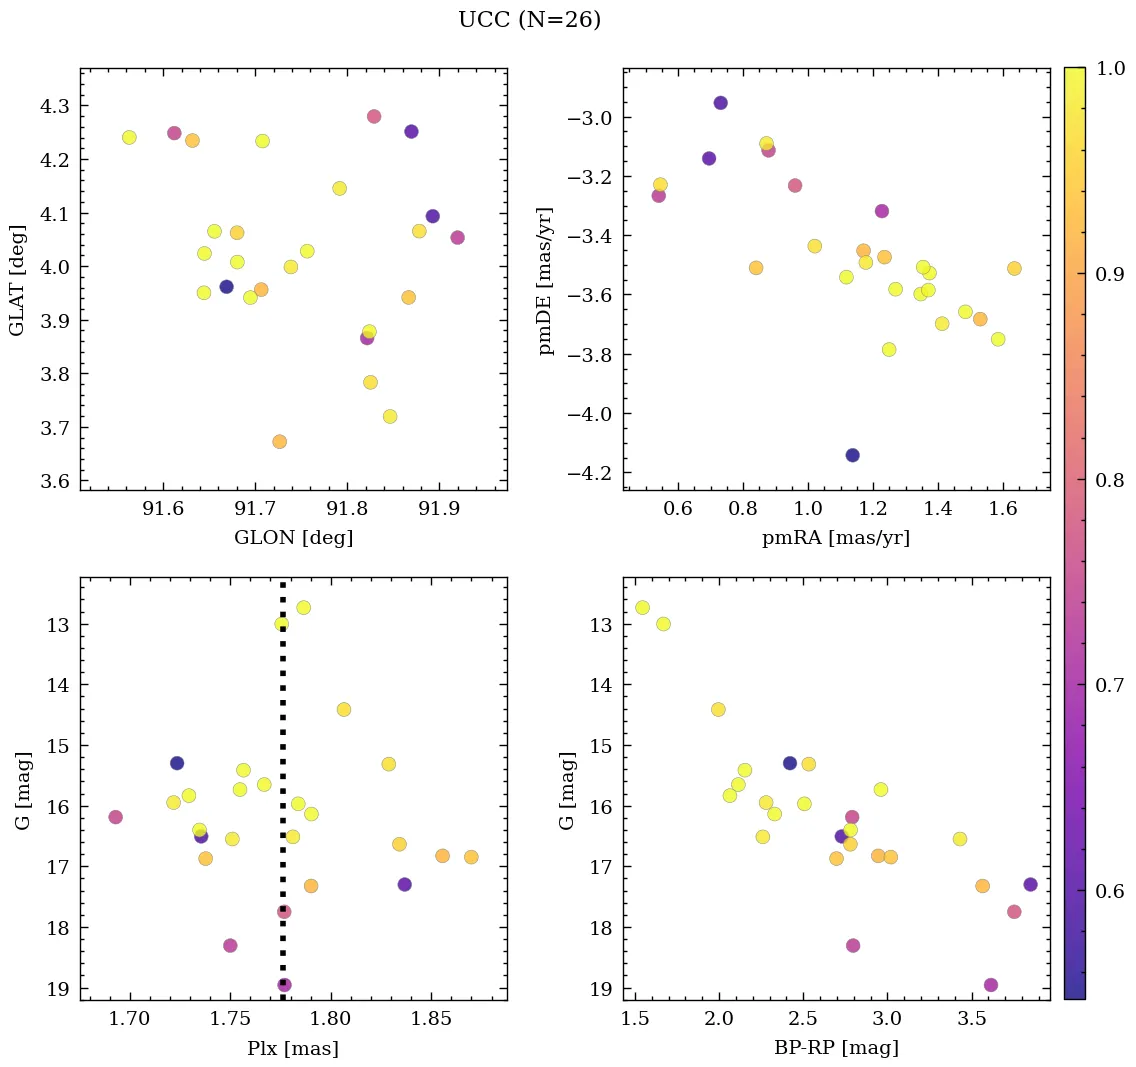 UCC (N=26)
4.3
4.2
4.1
4.0
3.9
3.8
3.7
3.6
GLAT [deg]
91.6 91.7 91.8 91.9
GLON [deg]
−3.0
−3.2
−3.4
−3.6
−3.8
−4.0
−4.2
pmDE [mas/yr]
0.6 0.8 1.0 1.2 1.4 1.6
pmRA [mas/yr]
13
14
15
16
17
18
19
G [mag]
1.70 1.75 1.80 1.85
Plx [mas]
13
14
15
16
17
18
19
G [mag]
1.5 2.0 2.5 3.0 3.5
BP-RP [mag]
1.0
0.9
0.8
0.7
0.6